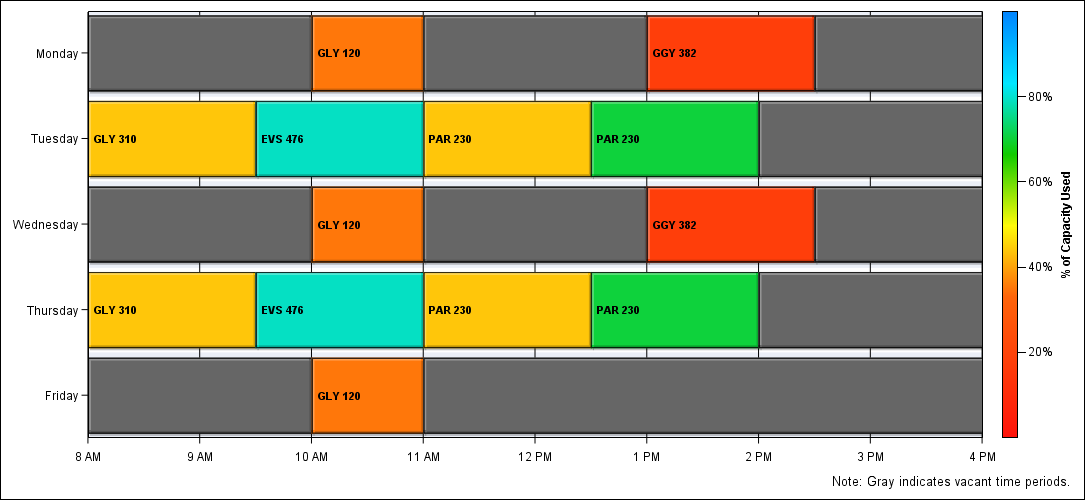 Monday
GLY 120
GGY 382
Tuesday
GLY 310
EVS 476
PAR 230
PAR 230
Wednesday
GLY 120
GGY 382
Thursday
GLY 310
EVS 476
PAR 230
PAR 230
Friday
GLY 120
8 AM
9 AM
10 AM
11 AM
12 PM
1 PM
2 PM
3 PM
4 PM
80%
60%
40%
20%
% of Capacity Used
Note: Gray indicates vacant time periods.